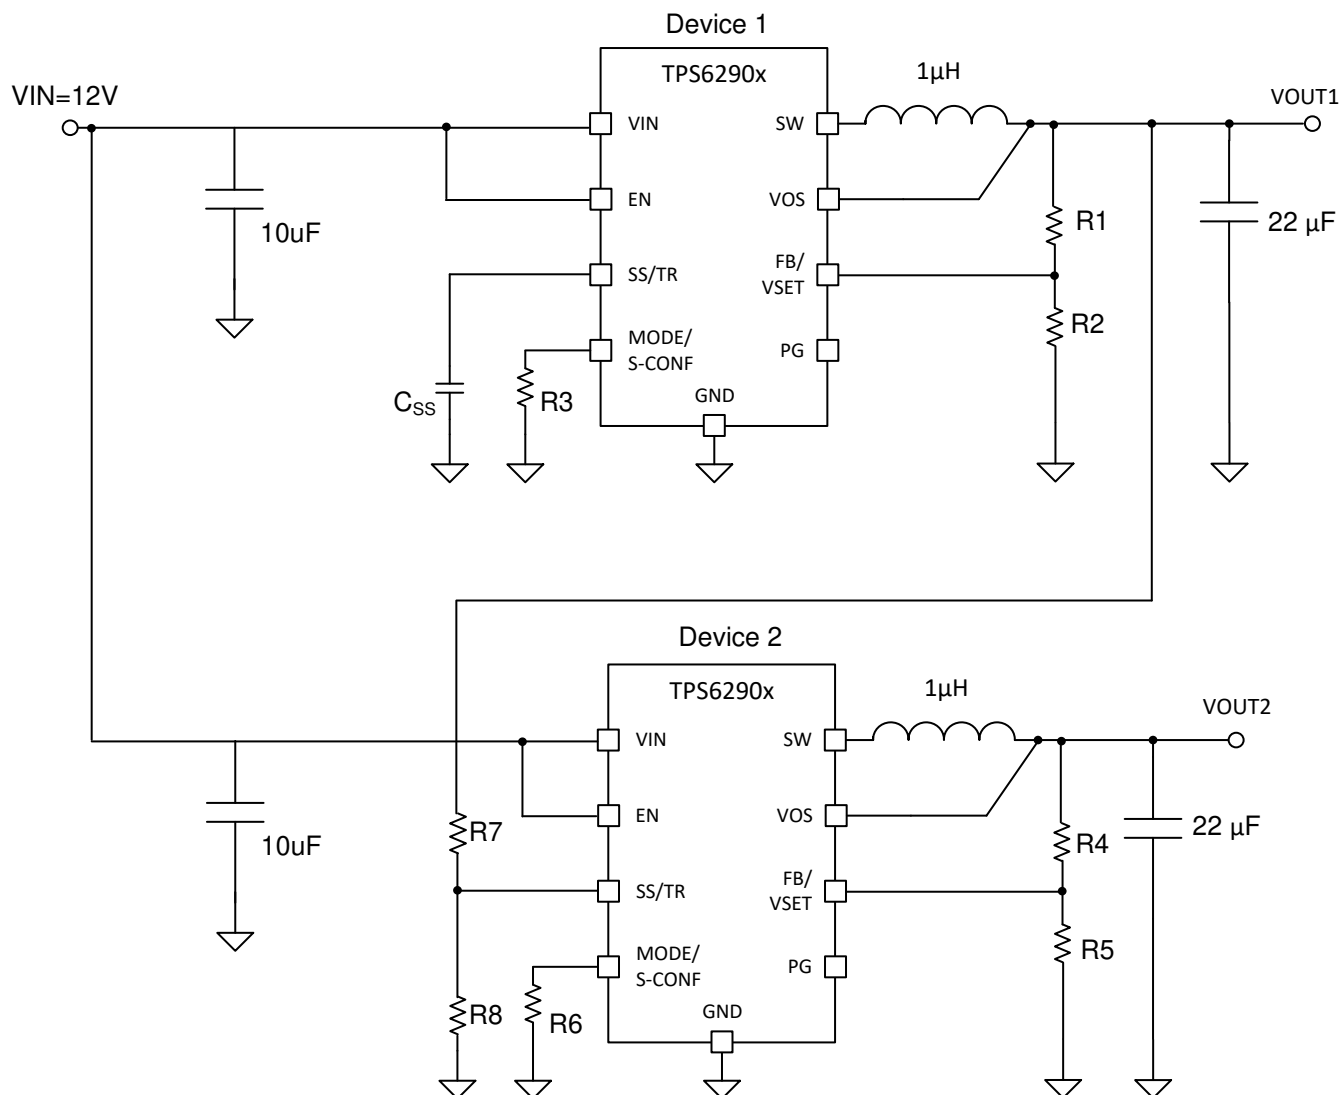 Device 1
TPS6290x
1µH
VIN=12V
VOUT1
VIN
SW
EN
VOS
10uF
R1
22 µF
SS/TR
FB/
VSET
R2
MODE/
S-CONF
PG
CSS
R3
GND
Device 2
TPS6290x
1µH
VOUT2
VIN
SW
EN
VOS
10uF
R7
R4
22 µF
SS/TR
FB/
VSET
R5
MODE/
S-CONF
PG
R8
R6
GND